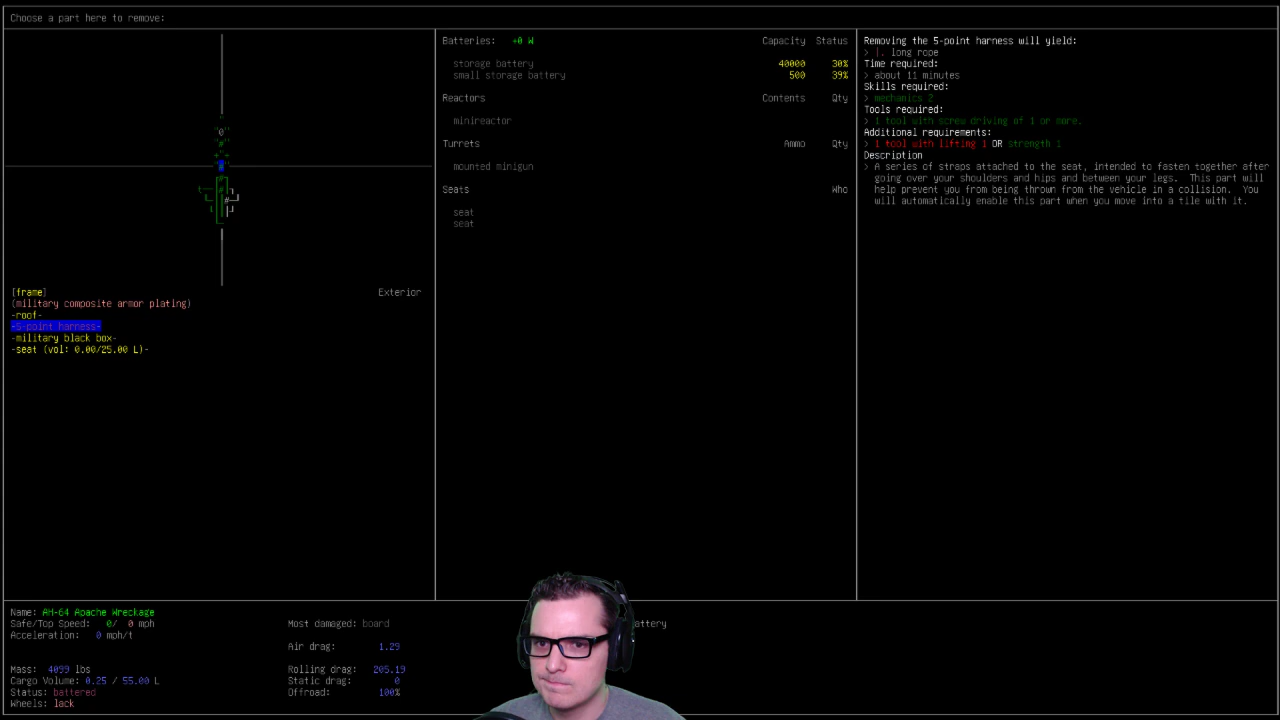 Choose a part here to remove:
[frame] Exterior
(military composite armor plating)
-roof-
-5-point harness-
-military black box-
-seat (vol: 0.00/25.00 L)-
Batteries: +0 W Capacity Status
storage battery 40000 30%
small storage battery 500 39%
Reactors Contents Qty
minireactor
Turrets Ammo Qty
mounted minigun
Seats Who
seat
seat
Removing the 5-point harness will yield:
> |. long rope
Time required:
> about 11 minutes
Skills required:
> mechanics 2
Tools required:
> 1 tool with screw driving of 1 or more.
Additional requirements:
> 1 tool with lifting 1 OR strength 1
Description
> A series of straps attached to the seat, intended to fasten together after
going over your shoulders and hips and between your legs. This part will
help prevent you from being thrown from the vehicle in a collision. You
will automatically enable this part when you move into a tile with it.
Name: AH-64 Apache Wreckage
Safe/Top Speed: 0/ 0 mph
Acceleration: 0 mph/t
Mass: 4099 lbs
Cargo Volume: 0.25 / 55.00 L
Status: battered
Wheels: lack
Most damaged: board
Air drag: 1.29
Rolling drag: 205.19
Static drag: 0
Offroad: 100%
attery